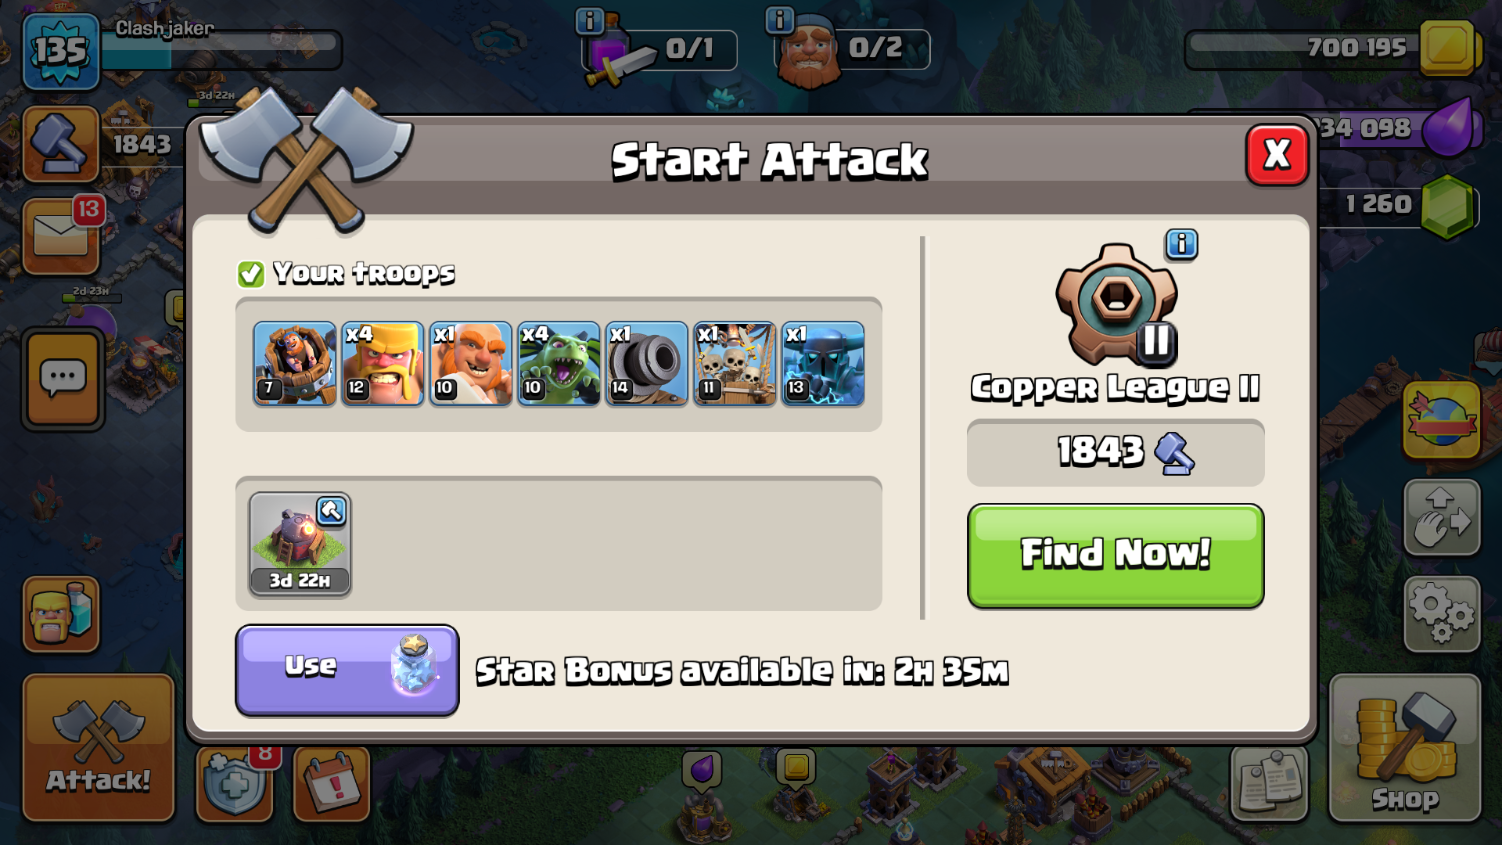 135
Clash jaker
0/1
0/2
700 195
3d 22h
1843
34 098
13
1 260
2d 23h
Start Attack
X
Your troops
x4
x1
x4
x1
x1
x1
7
12
10
10
14
11
13
3d 22h
Use
Star Bonus available in: 2h 35m
i
II
Copper League II
1843
Find Now!
Attack!
8
!
Shop